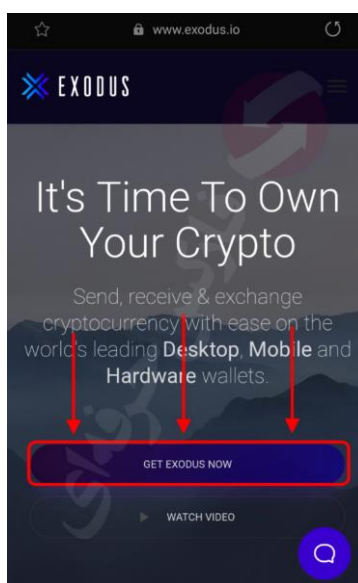 www.exodus.io
EXODUS
It's Time To Own
Your Crypto
Send, receive & exchange
cryptocurrency with ease on the
world's leading Desktop, Mobile and
Hardware wallets.
GET EXODUS NOW
WATCH VIDEO